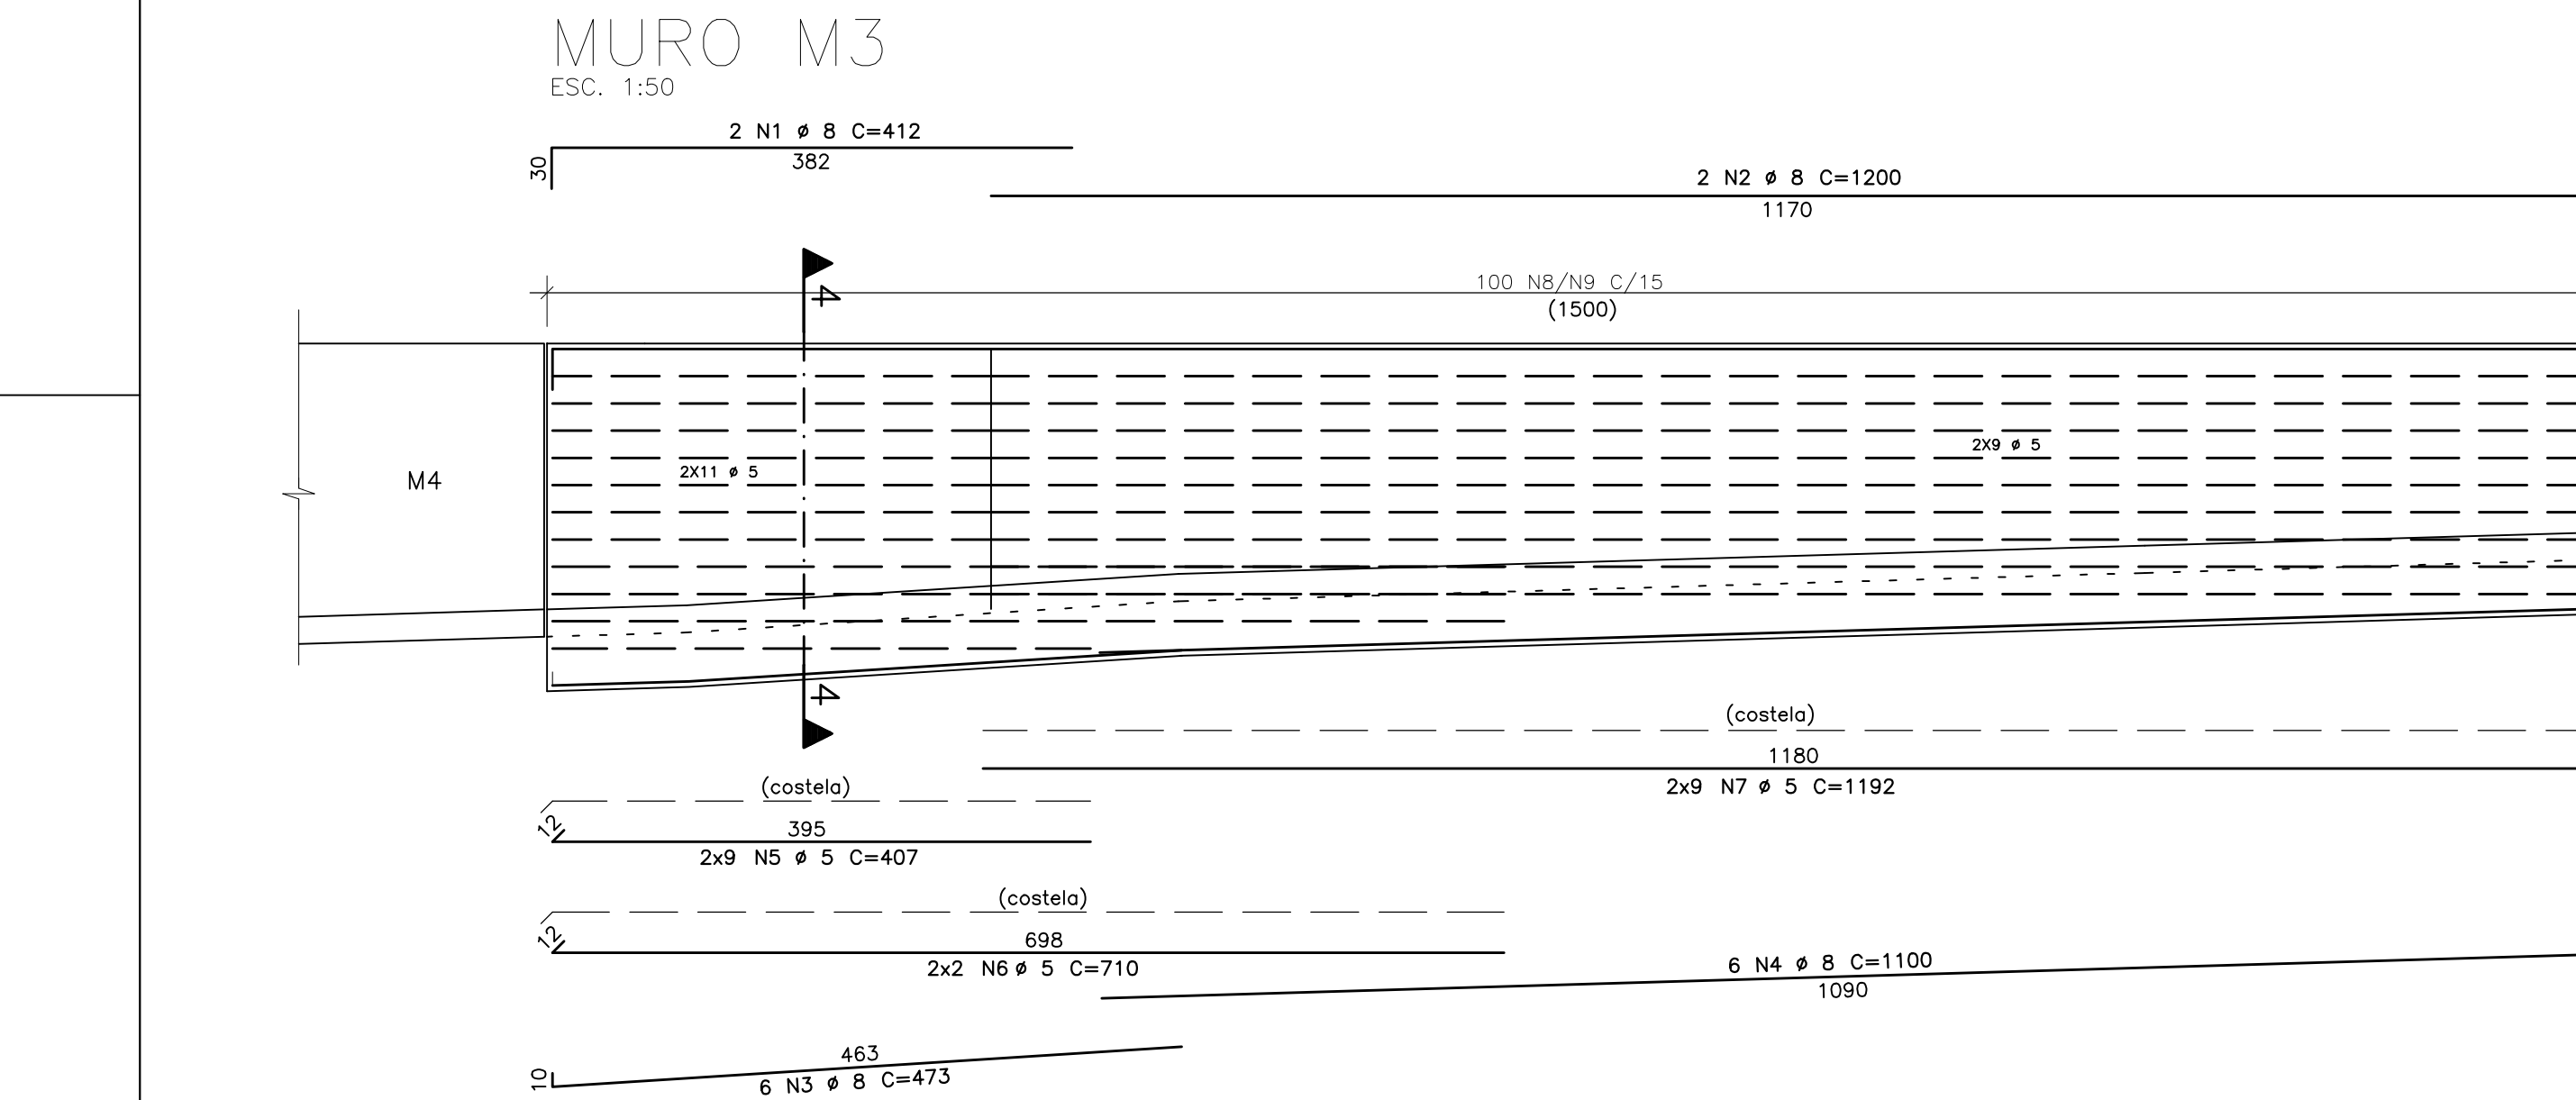 MURO M3
ESC. 1:50
2 N1 ø 8 C=412
30
382
2 N2 ø 8 C=1200
1170
4
100 N8/N9 C/15
(1500)
2X9 ø 5
2X11 ø 5
M4
4
(costela)
1180
2x9 N7 ø 5 C=1192
(costela)
12
395
2x9 N5 ø 5 C=407
(costela)
12
698
2x2 N6 ø 5 C=710
6 N4 ø 8 C=1100
1090
463
10
6 N3 ø 8 C=473